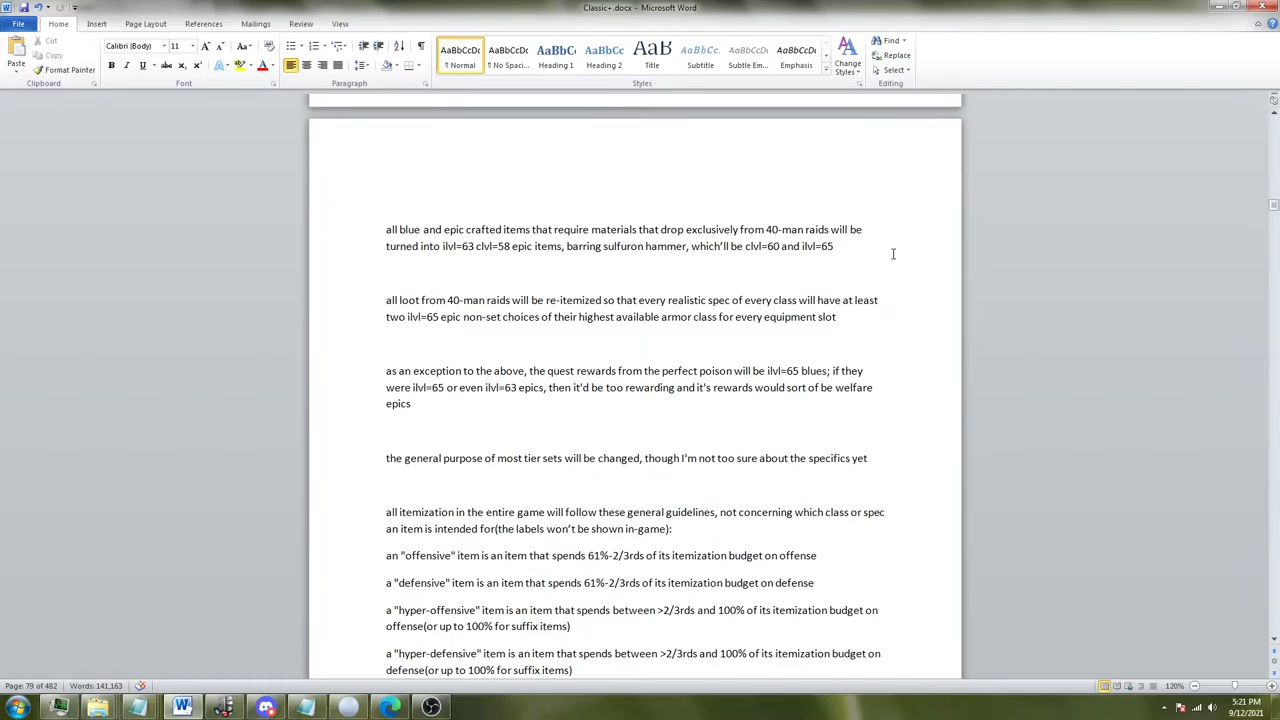 Classic+.docx - Microsoft Word
File Home Insert Page Layout References Mailings Review View
Paste
Cut
Copy
Format Painter
Clipboard
Calibri (Body) 11
Font
Paragraph
AaBbCcDc AaBbCcDc AaBbC AaBbCc AaB AaBbCcL AaBbCcDc AaBbCcDc
¶ Normal ¶ No Spaci... Heading 1 Heading 2 Title Subtitle Subtle Em... Emphasis
Styles
Change Styles
Find
Replace
Select
Editing
all blue and epic crafted items that require materials that drop exclusively from 40-man raids will be
turned into ilvl=63 clvl=58 epic items, barring sulfuron hammer, which’ll be clvl=60 and ilvl=65
all loot from 40-man raids will be re-itemized so that every realistic spec of every class will have at least
two ilvl=65 epic non-set choices of their highest available armor class for every equipment slot
as an exception to the above, the quest rewards from the perfect poison will be ilvl=65 blues; if they
were ilvl=65 or even ilvl=63 epics, then it'd be too rewarding and it's rewards would sort of be welfare
epics
the general purpose of most tier sets will be changed, though I'm not too sure about the specifics yet
all itemization in the entire game will follow these general guidelines, not concerning which class or spec
an item is intended for(the labels won’t be shown in-game):
an "offensive" item is an item that spends 61%-2/3rds of its itemization budget on offense
a "defensive" item is an item that spends 61%-2/3rds of its itemization budget on defense
a "hyper-offensive" item is an item that spends between >2/3rds and 100% of its itemization budget on
offense(or up to 100% for suffix items)
a "hyper-defensive" item is an item that spends between >2/3rds and 100% of its itemization budget on
defense(or up to 100% for suffix items)
Page: 79 of 482 Words: 141,163
120%
5:21 PM
9/12/2021